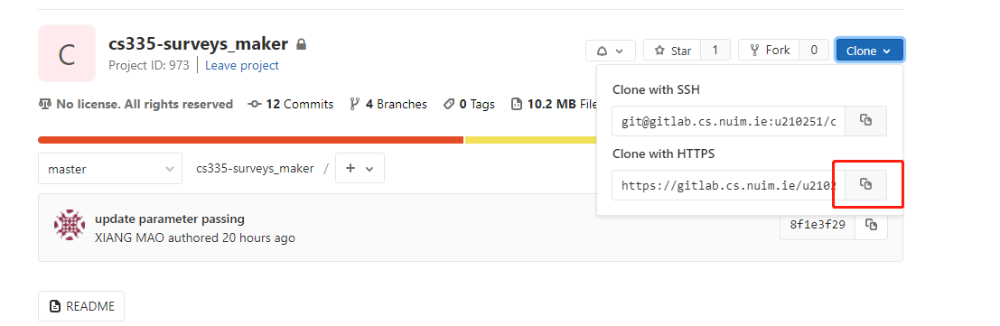 C
cs335-surveys_maker
Project ID: 973
Leave project
Star 1
Fork 0
Clone
No license. All rights reserved
12 Commits
4 Branches
0 Tags
10.2 MB File
Clone with SSH
git@gitlab.cs.nuim.ie:u210251/c
Clone with HTTPS
https://gitlab.cs.nuim.ie/u2102
master
cs335-surveys_maker / +
update parameter passing
XIANG MAO authored 20 hours ago
8f1e3f29
README